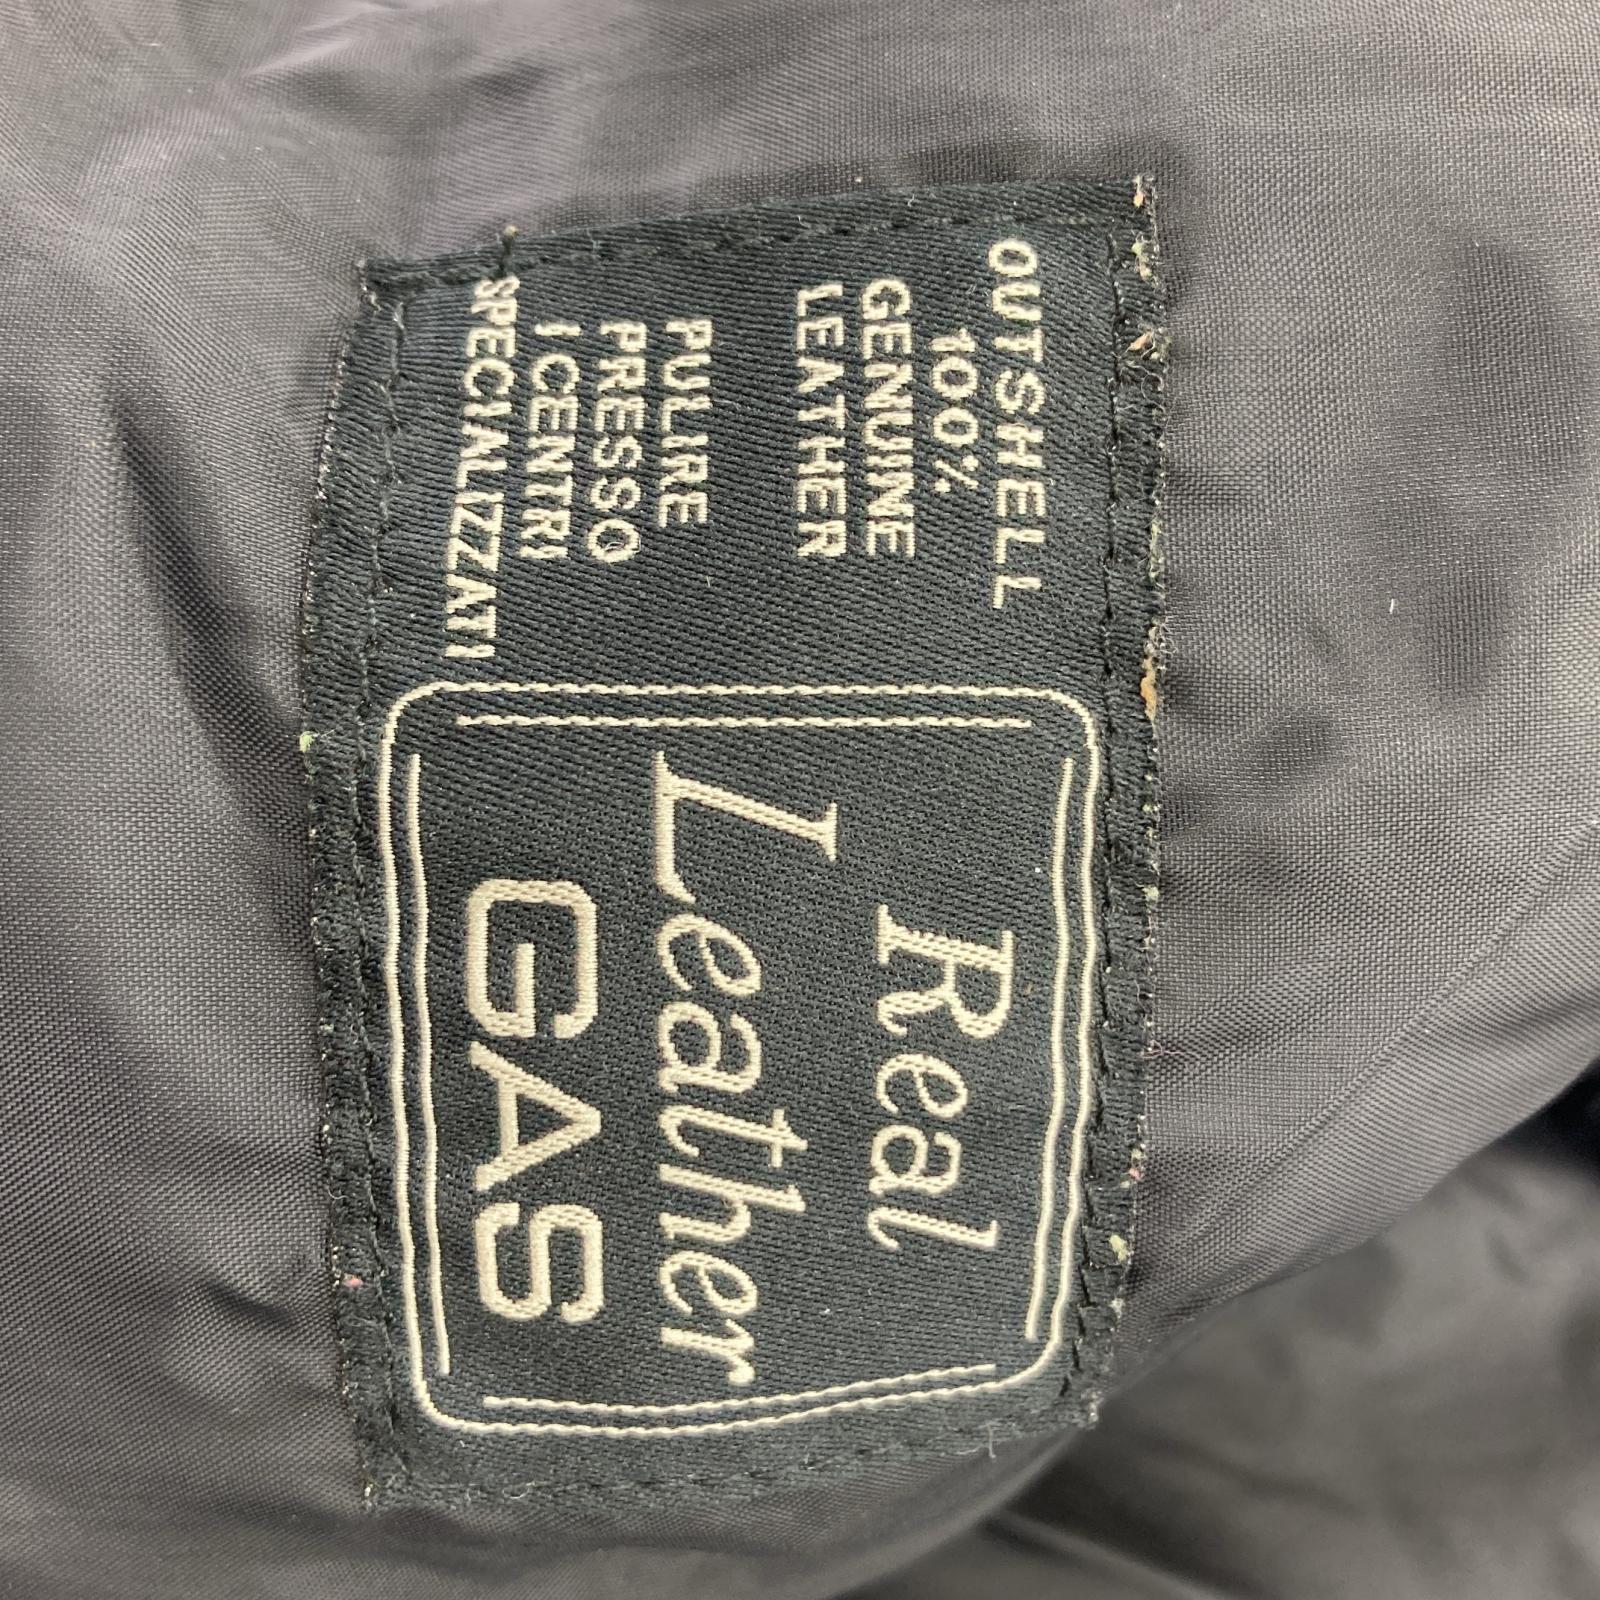 OUTSHELL
100%
GENUINE
LEATHER
PULIRE
PRESSO
I CENTRI
SPECIALIZZATI
Real
Leather
GAS